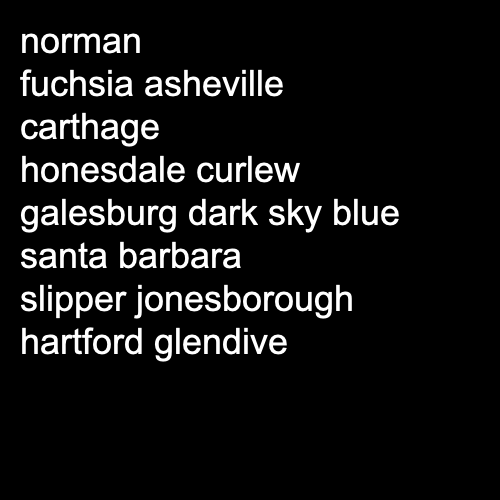 norman
fuchsia asheville
carthage
honesdale curlew
galesburg dark sky blue
santa barbara
slipper jonesborough
hartford glendive